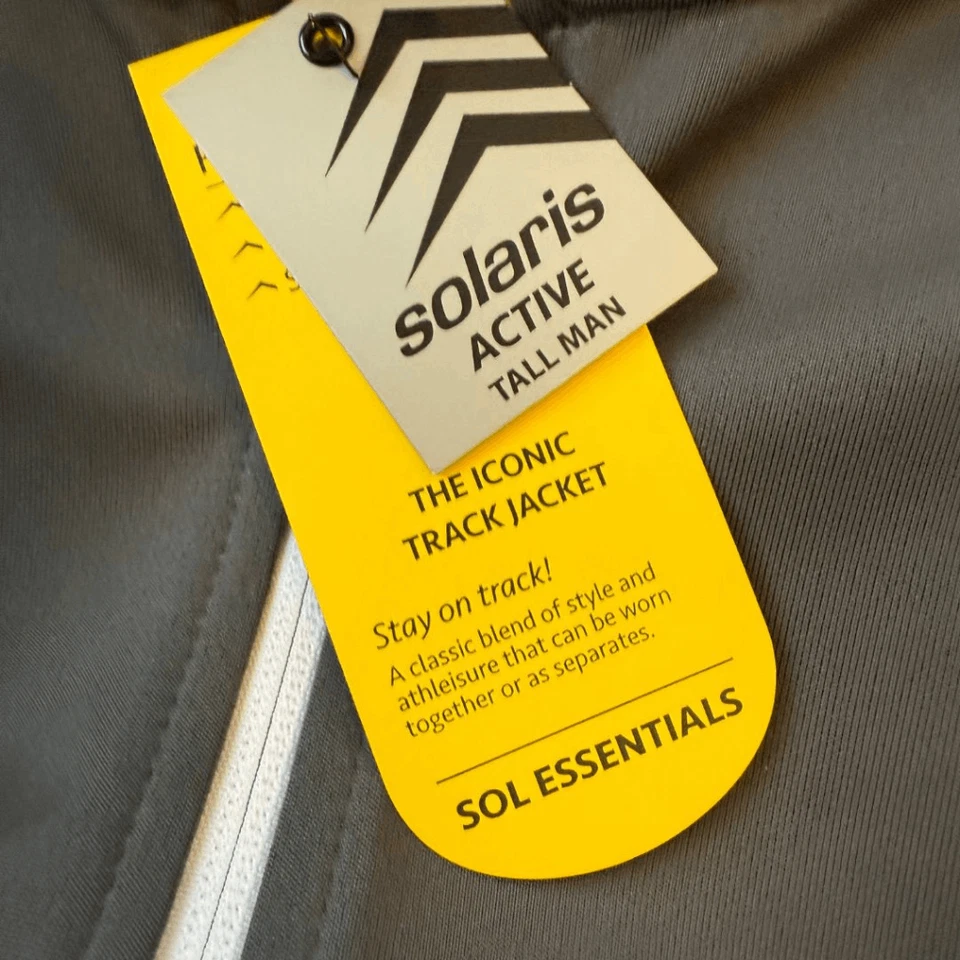 solaris
ACTIVE
TALL MAN
THE ICONIC
TRACK JACKET
Stay on track!
A classic blend of style and
athleisure that can be worn
together or as separates.
SOL ESSENTIALS